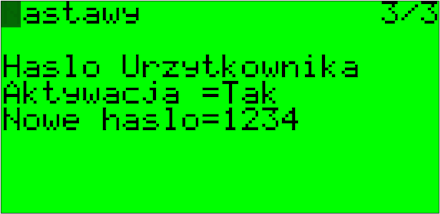 astawy 3/3
Haslo Urzytkownika
Aktywacja =Tak
Nowe haslo=1234